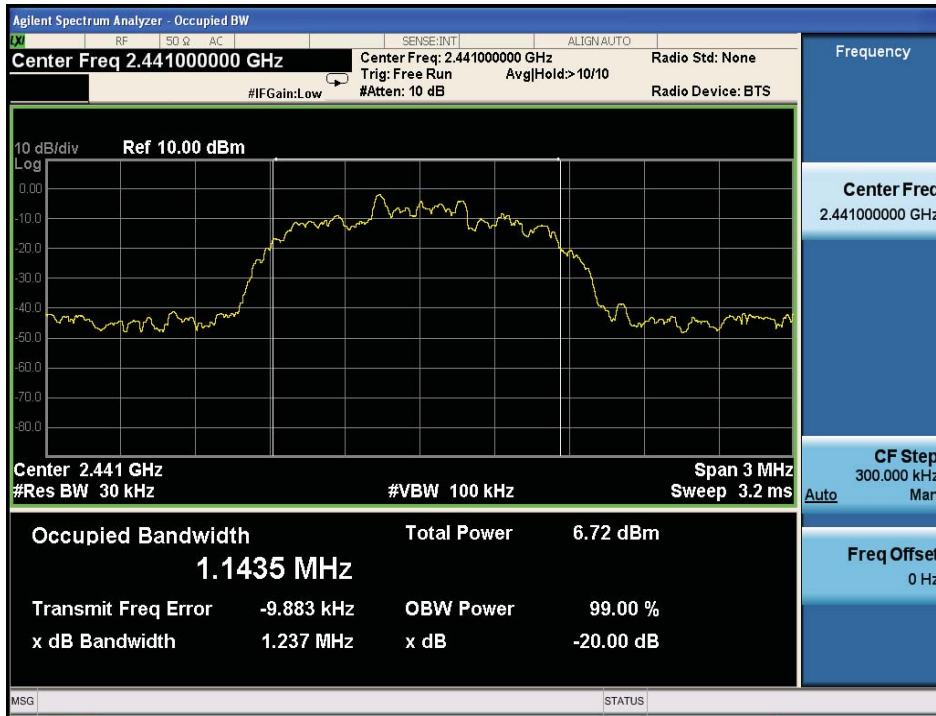 Agilent Spectrum Analyzer - Occupied BW
LXI RF 50 Ω AC SENSE:INT ALIGN AUTO
Center Freq 2.441000000 GHz
Center Freq: 2.441000000 GHz Radio Std: None
Trig: Free Run Avg|Hold:>10/10
#IFGain:Low #Atten: 10 dB Radio Device: BTS
10 dB/div Ref 10.00 dBm
Log
0.00
-10.0
-20.0
-30.0
-40.0
-50.0
-60.0
-70.0
-80.0
Center 2.441 GHz Span 3 MHz
#Res BW 30 kHz #VBW 100 kHz Sweep 3.2 ms
Occupied Bandwidth Total Power 6.72 dBm
1.1435 MHz
Transmit Freq Error -9.883 kHz OBW Power 99.00 %
x dB Bandwidth 1.237 MHz x dB -20.00 dB
MSG STATUS
Frequency
Center Freq
2.441000000 GHz
CF Step
300.000 kHz
Auto Man
Freq Offset
0 Hz